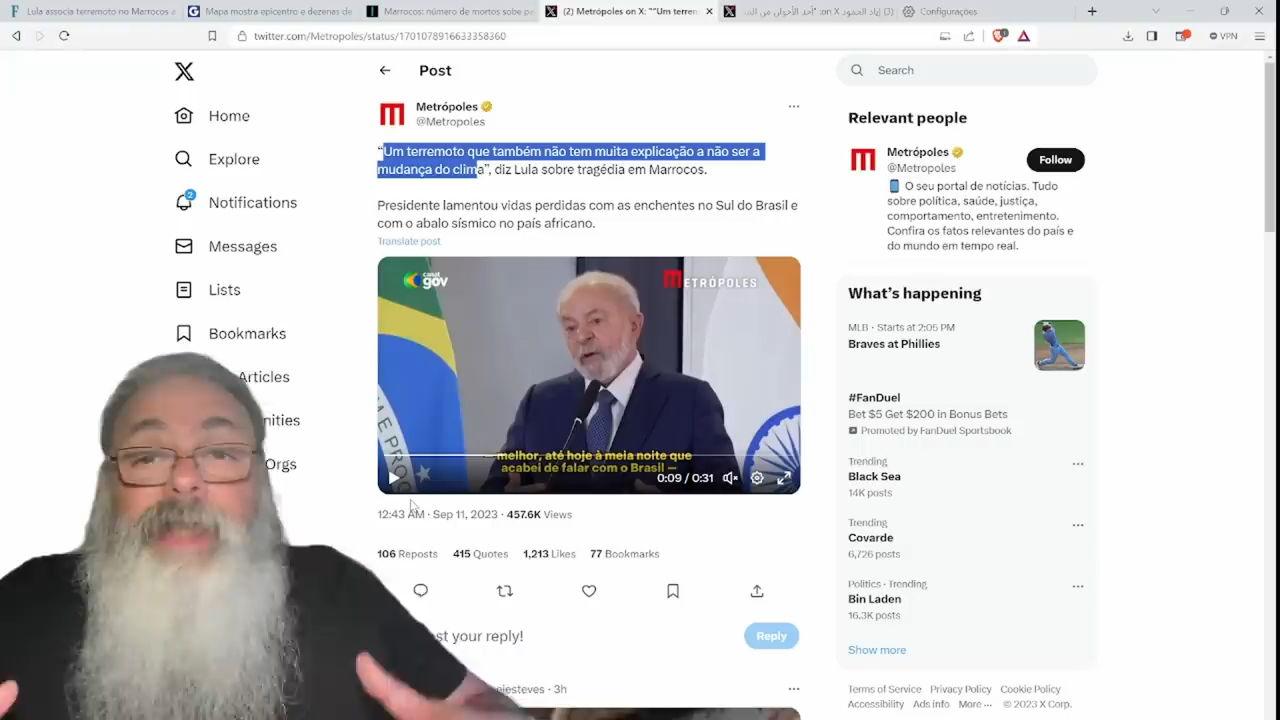 Lula associa terremoto no Marrocos a
Mapa mostra epicentro e dezenas de
Marrocos: número de mortos sobe pa
(2) Metrópoles on X: "“Um terrem
Configurações
twitter.com/Metropoles/status/1701078916633358360
VPN
Post
Search
Home
Explore
2
Notifications
Messages
Lists
Bookmarks
Articles
nities
Orgs
Metrópoles
@Metropoles
“Um terremoto que também não tem muita explicação a não ser a
mudança do clima”, diz Lula sobre tragédia em Marrocos.
Presidente lamentou vidas perdidas com as enchentes no Sul do Brasil e
com o abalo sísmico no país africano.
Translate post
canal
gov
METRÓPOLES
melhor, até hoje à meia noite que
acabei de falar com o Brasil —
0:09 / 0:31
12:43 AM · Sep 11, 2023 · 457.6K Views
106 Reposts 415 Quotes 1,213 Likes 77 Bookmarks
st your reply!
Reply
esteves · 3h
Relevant people
Metrópoles
@Metropoles
Follow
O seu portal de notícias. Tudo
sobre política, saúde, justiça,
comportamento, entretenimento.
Confira os fatos relevantes do país e
do mundo em tempo real.
What’s happening
MLB · Starts at 2:05 PM
Braves at Phillies
#FanDuel
Bet $5 Get $200 in Bonus Bets
Promoted by FanDuel Sportsbook
Trending
Black Sea
14K posts
Trending
Covarde
6,726 posts
Politics · Trending
Bin Laden
16.3K posts
Show more
Terms of Service Privacy Policy Cookie Policy
Accessibility Ads info More ··· © 2023 X Corp.